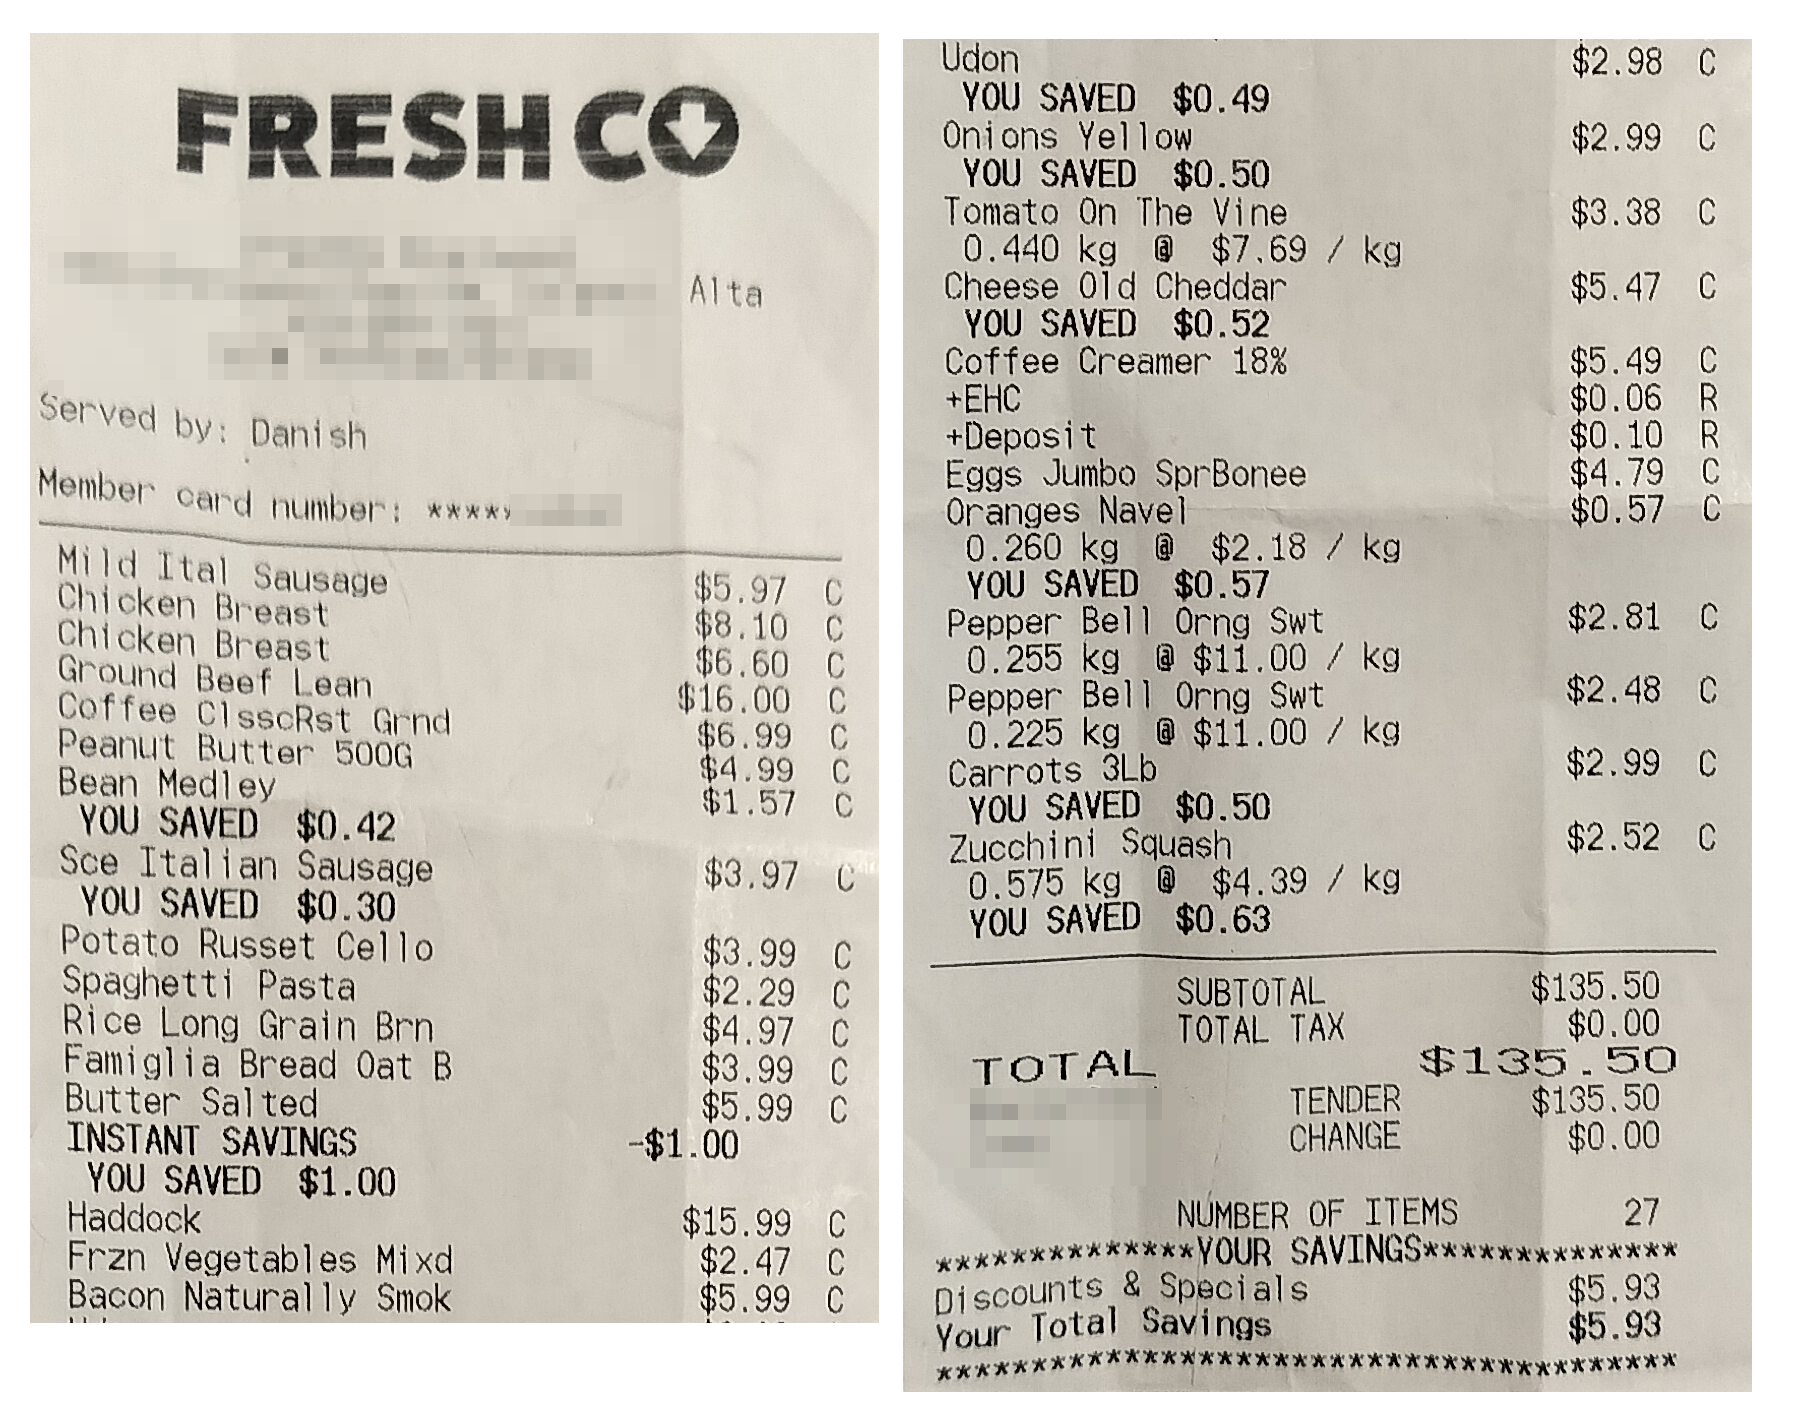 FRESHCO
Alta
Served by: Danish
Member card number: ****
Mild Ital Sausage $5.97 C
Chicken Breast $8.10 C
Chicken Breast $6.60 C
Ground Beef Lean $16.00 C
Coffee ClsscRst Grnd $6.99 C
Peanut Butter 500G $4.99 C
Bean Medley $1.57 C
YOU SAVED $0.42
Sce Italian Sausage $3.97 C
YOU SAVED $0.30
Potato Russet Cello $3.99 C
Spaghetti Pasta $2.29 C
Rice Long Grain Brn $4.97 C
Famiglia Bread Oat B $3.99 C
Butter Salted $5.99 C
INSTANT SAVINGS -$1.00
YOU SAVED $1.00
Haddock $15.99 C
Frzn Vegetables Mixd $2.47 C
Bacon Naturally Smok $5.99 C
Udon $2.98 C
YOU SAVED $0.49
Onions Yellow $2.99 C
YOU SAVED $0.50
Tomato On The Vine $3.38 C
0.440 kg @ $7.69 / kg
Cheese Old Cheddar $5.47 C
YOU SAVED $0.52
Coffee Creamer 18% $5.49 C
+EHC $0.06 R
+Deposit $0.10 R
Eggs Jumbo SprBonee $4.79 C
Oranges Navel $0.57 C
0.260 kg @ $2.18 / kg
YOU SAVED $0.57
Pepper Bell Orng Swt $2.81 C
0.255 kg @ $11.00 / kg
Pepper Bell Orng Swt $2.48 C
0.225 kg @ $11.00 / kg
Carrots 3Lb $2.99 C
YOU SAVED $0.50
Zucchini Squash $2.52 C
0.575 kg @ $4.39 / kg
YOU SAVED $0.63
SUBTOTAL $135.50
TOTAL TAX $0.00
TOTAL $135.50
TENDER $135.50
CHANGE $0.00
NUMBER OF ITEMS 27
**************YOUR SAVINGS**************
Discounts & Specials $5.93
Your Total Savings $5.93
****************************************